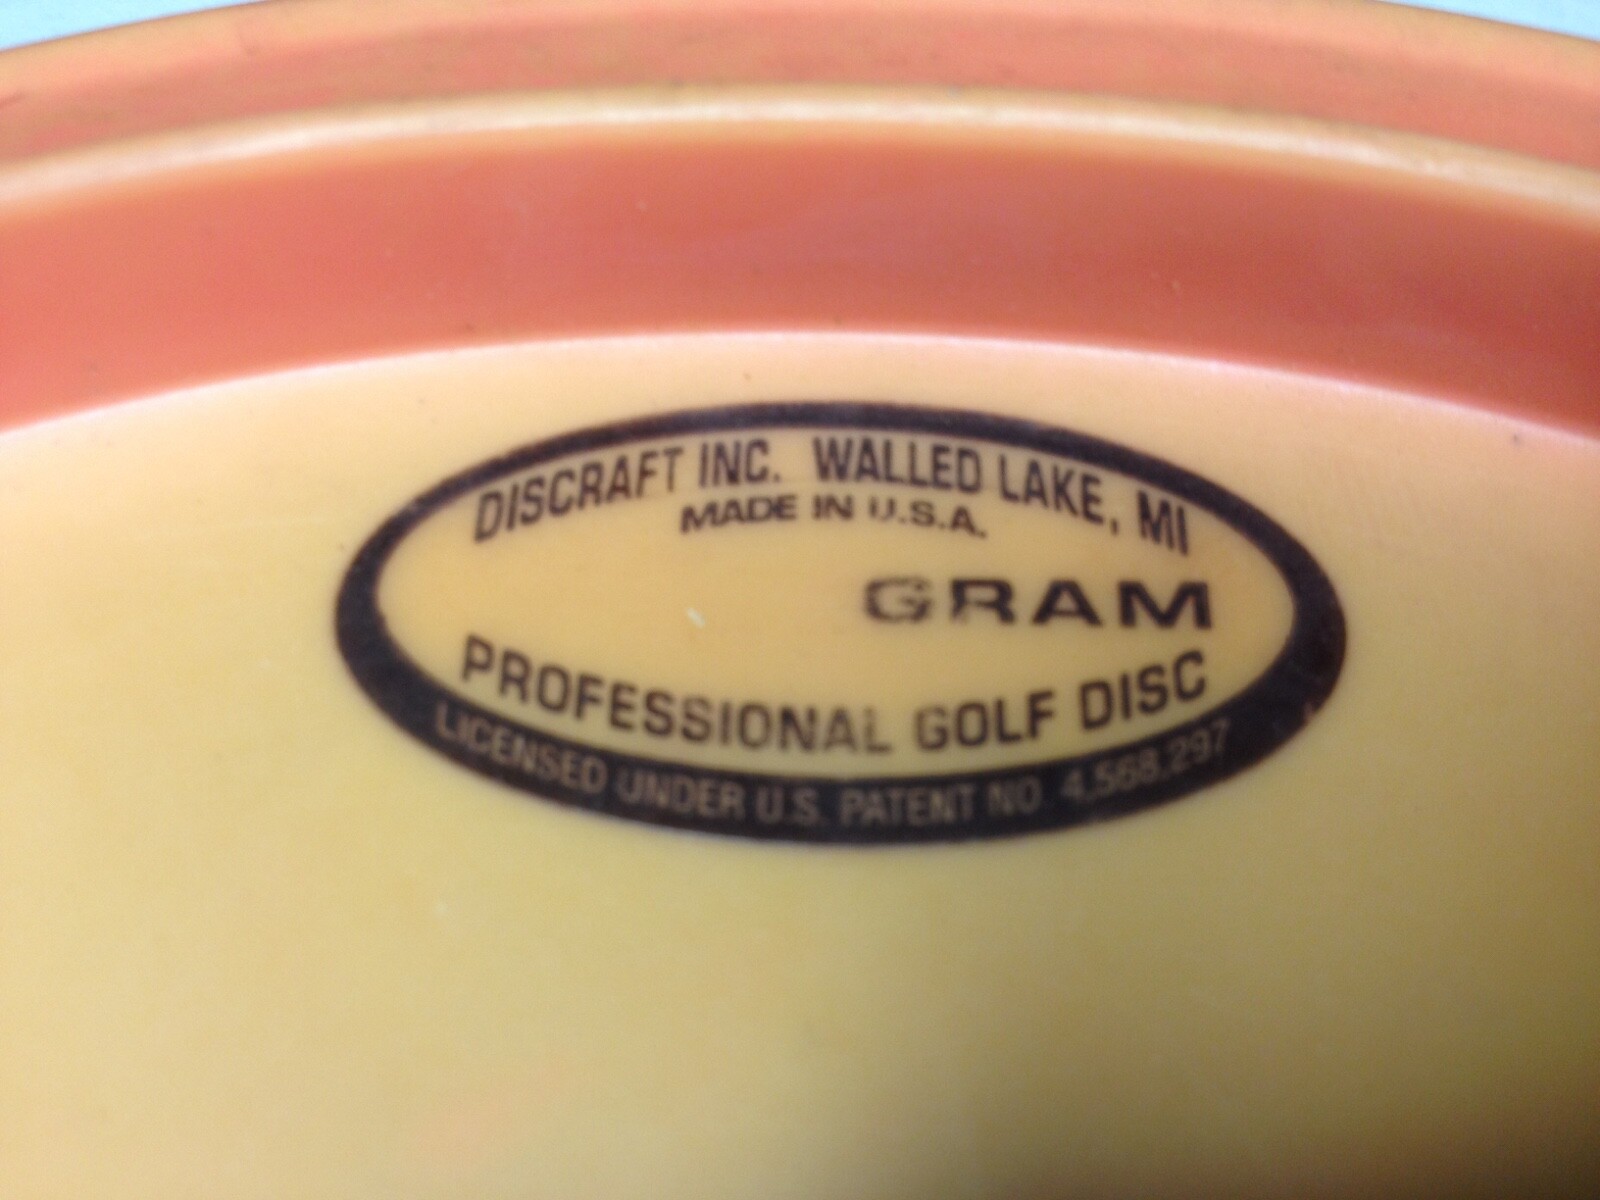 DISCRAFT INC. WALLED LAKE, MI
MADE IN U.S.A.
GRAM
PROFESSIONAL GOLF DISC
LICENSED UNDER U.S. PATENT NO. 4,568,297